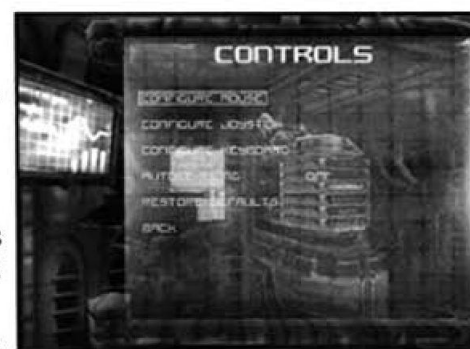 CONTROLS
CONFIGURE MOUSE
CONFIGURE JOYSTICK
CONFIGURE KEYBOARD
OFF
RESTORE DEFAULTS
BACK